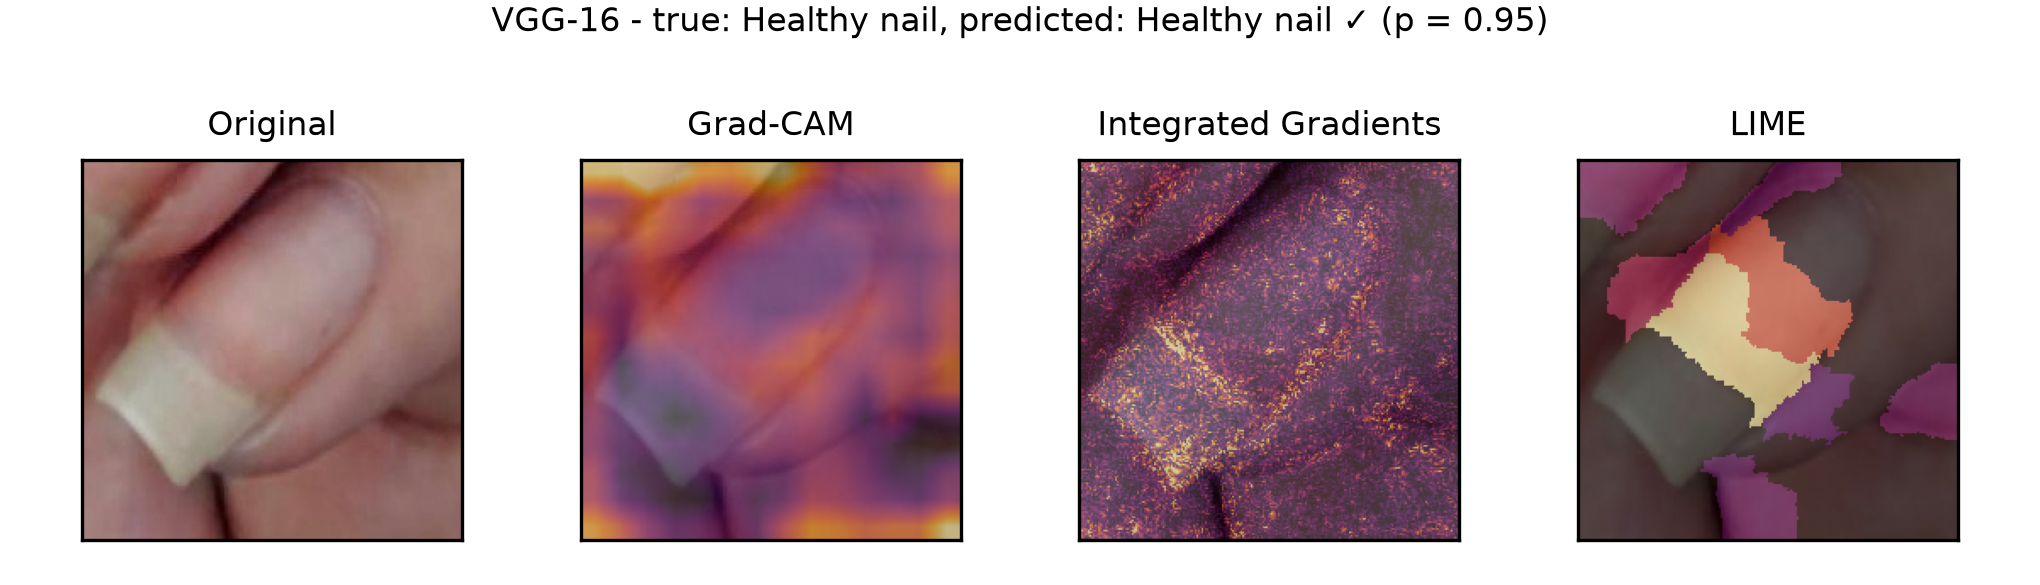 VGG-16 - true: Healthy nail, predicted: Healthy nail ✓ (p = 0.95)
Original
Grad-CAM
Integrated Gradients
LIME